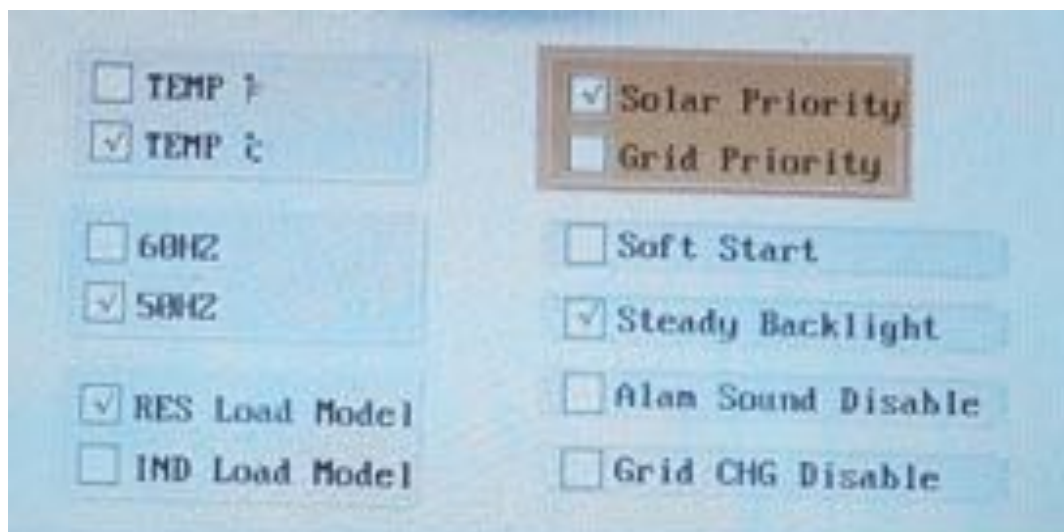 TEMP °F
TEMP °C
60HZ
50HZ
RES Load Model
IND Load Model
Solar Priority
Grid Priority
Soft Start
Steady Backlight
Alam Sound Disable
Grid CHG Disable